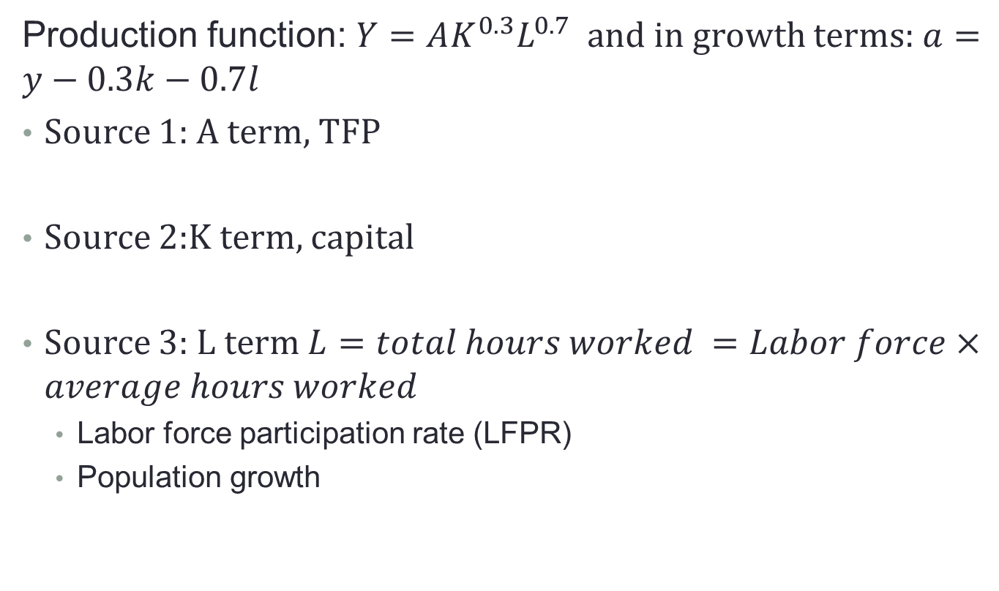 Production function: Y = AK^0.3 L^0.7 and in growth terms: a =
y − 0.3k − 0.7l
• Source 1: A term, TFP
• Source 2:K term, capital
• Source 3: L term L = total hours worked = Labor force ×
average hours worked
• Labor force participation rate (LFPR)
• Population growth